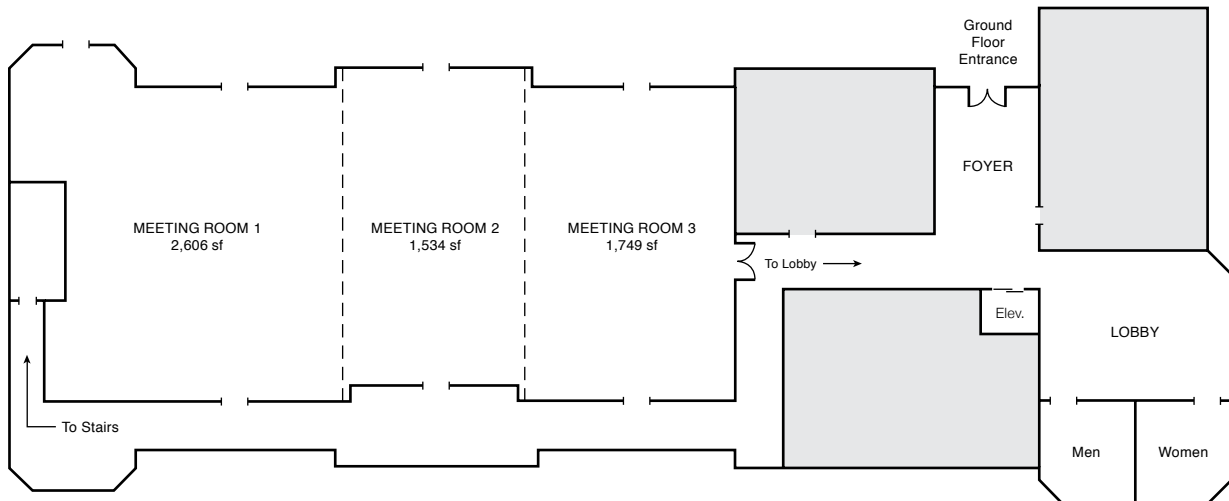 Ground
Floor
Entrance
FOYER
MEETING ROOM 1
2,606 sf
MEETING ROOM 2
1,534 sf
MEETING ROOM 3
1,749 sf
To Lobby
Elev.
LOBBY
To Stairs
Men
Women